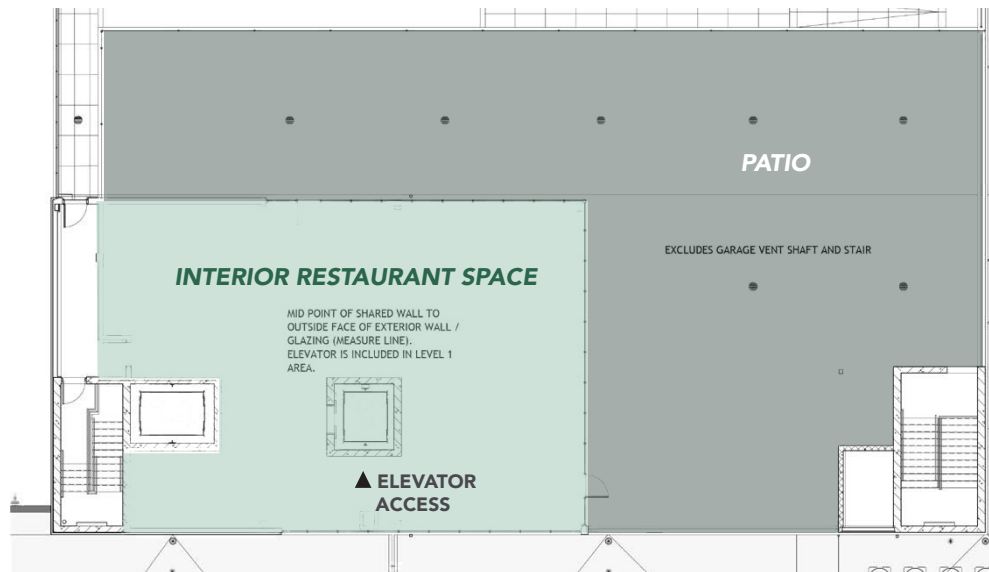 PATIO
EXCLUDES GARAGE VENT SHAFT AND STAIR
INTERIOR RESTAURANT SPACE
MID POINT OF SHARED WALL TO
OUTSIDE FACE OF EXTERIOR WALL /
GLAZING (MEASURE LINE).
ELEVATOR IS INCLUDED IN LEVEL 1
AREA.
ELEVATOR
ACCESS